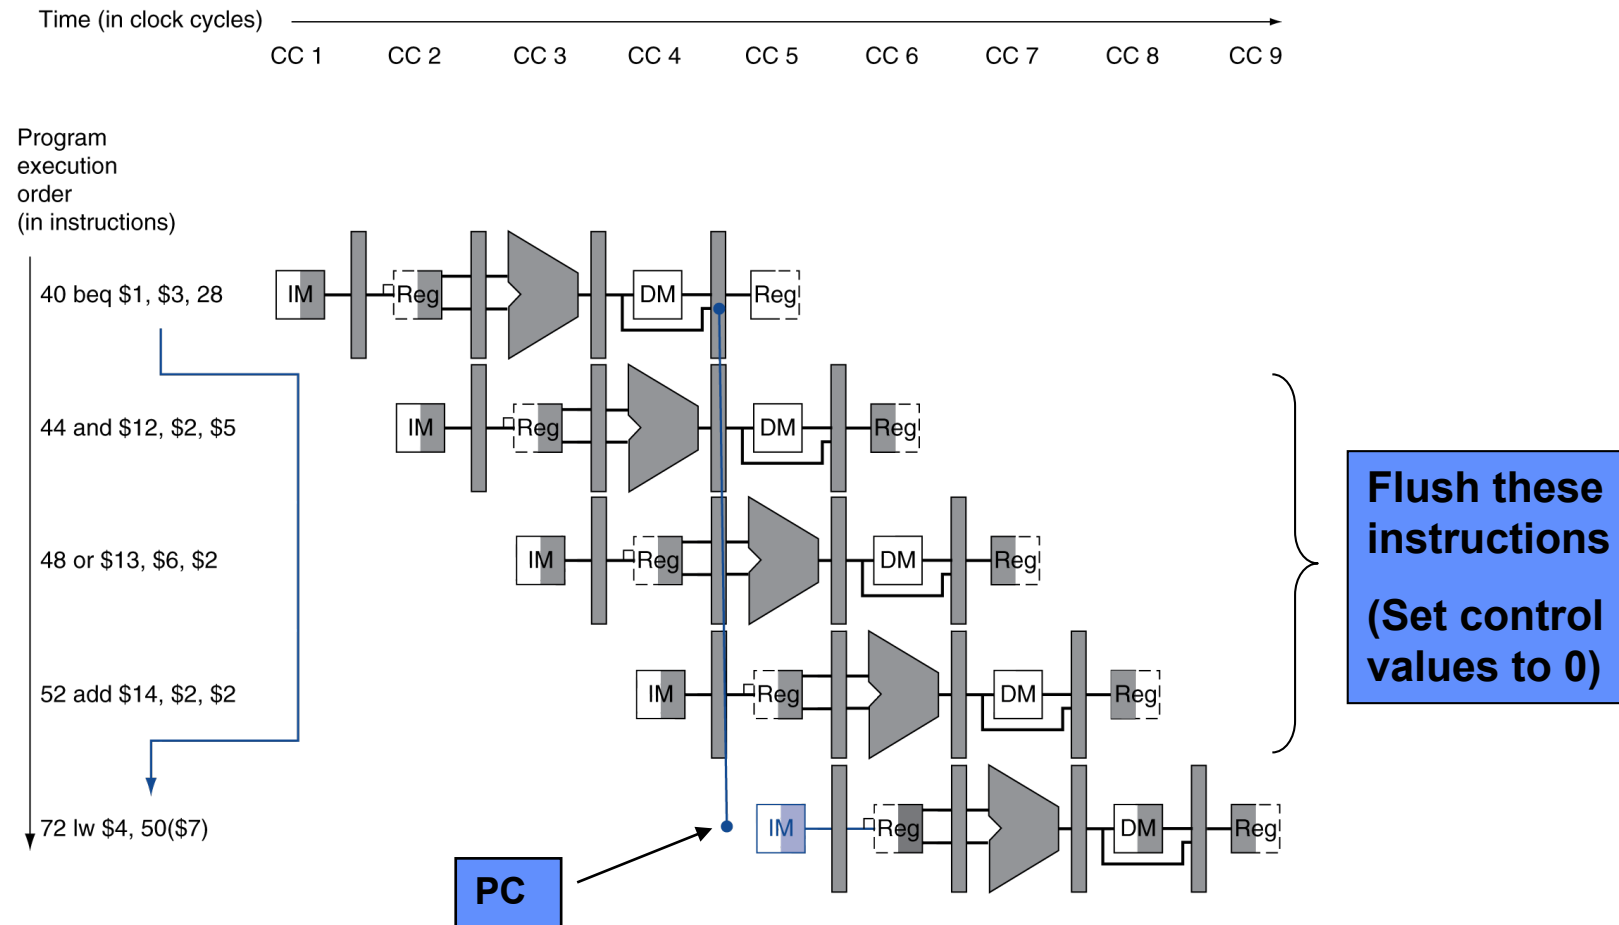 Time (in clock cycles)
CC 1 CC 2 CC 3 CC 4 CC 5 CC 6 CC 7 CC 8 CC 9
Program
execution
order
(in instructions)
40 beq $1, $3, 28
IM Reg DM Reg
44 and $12, $2, $5
IM Reg DM Reg
48 or $13, $6, $2
IM Reg DM Reg
52 add $14, $2, $2
IM Reg DM Reg
72 lw $4, 50($7)
IM Reg DM Reg
Flush these
instructions
(Set control
values to 0)
PC